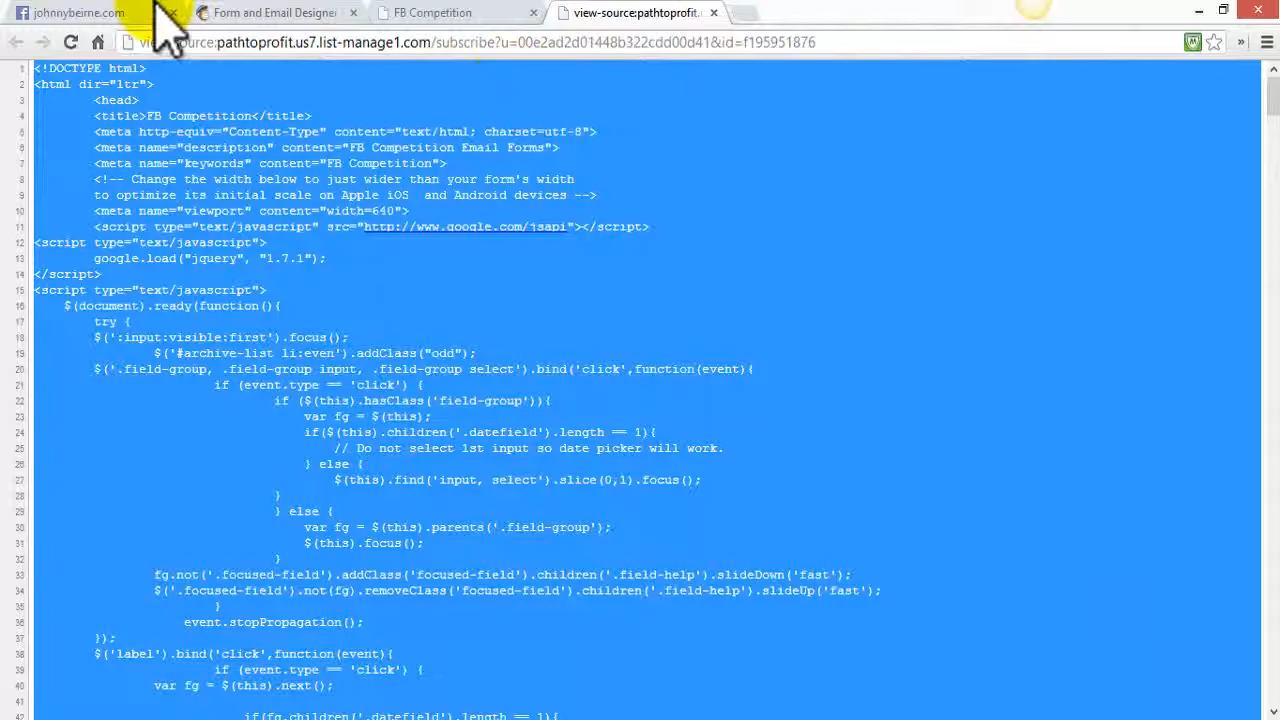 johnnybeirne.com
Form and Email Designer
FB Competition
view-source:pathtoprofit.
source:pathtoprofit.us7.list-manage1.com/subscribe?u=00e2ad2d01448b322cdd00d41&id=f195951876
1 <!DOCTYPE html>
2 <html dir="ltr">
3 <head>
4 <title>FB Competition</title>
5 <meta http-equiv="Content-Type" content="text/html; charset=utf-8">
6 <meta name="description" content="FB Competition Email Forms">
7 <meta name="keywords" content="FB Competition">
8 <!-- Change the width below to just wider than your form's width
9 to optimize its initial scale on Apple iOS  and Android devices -->
10 <meta name="viewport" content="width=640">
11 <script type="text/javascript" src="http://www.google.com/jsapi"></script>
12 <script type="text/javascript">
13 google.load("jquery", "1.7.1");
14 </script>
15 <script type="text/javascript">
16 $(document).ready(function(){
17 try {
18 $(':input:visible:first').focus();
19 $('#archive-list li:even').addClass("odd");
20 $('.field-group, .field-group input, .field-group select').bind('click',function(event){
21 if (event.type == 'click') {
22 if ($(this).hasClass('field-group')){
23 var fg = $(this);
24 if($(this).children('.datefield').length == 1){
25 // Do not select 1st input so date picker will work.
26 } else {
27 $(this).find('input, select').slice(0,1).focus();
28 }
29 } else {
30 var fg = $(this).parents('.field-group');
31 $(this).focus();
32 }
33 fg.not('.focused-field').addClass('focused-field').children('.field-help').slideDown('fast');
34 $('.focused-field').not(fg).removeClass('focused-field').children('.field-help').slideUp('fast');
35 }
36 event.stopPropagation();
37 });
38 $('label').bind('click',function(event){
39 if (event.type == 'click') {
40 var fg = $(this).next();
41
42 if(fg.children('.datefield').length == 1){